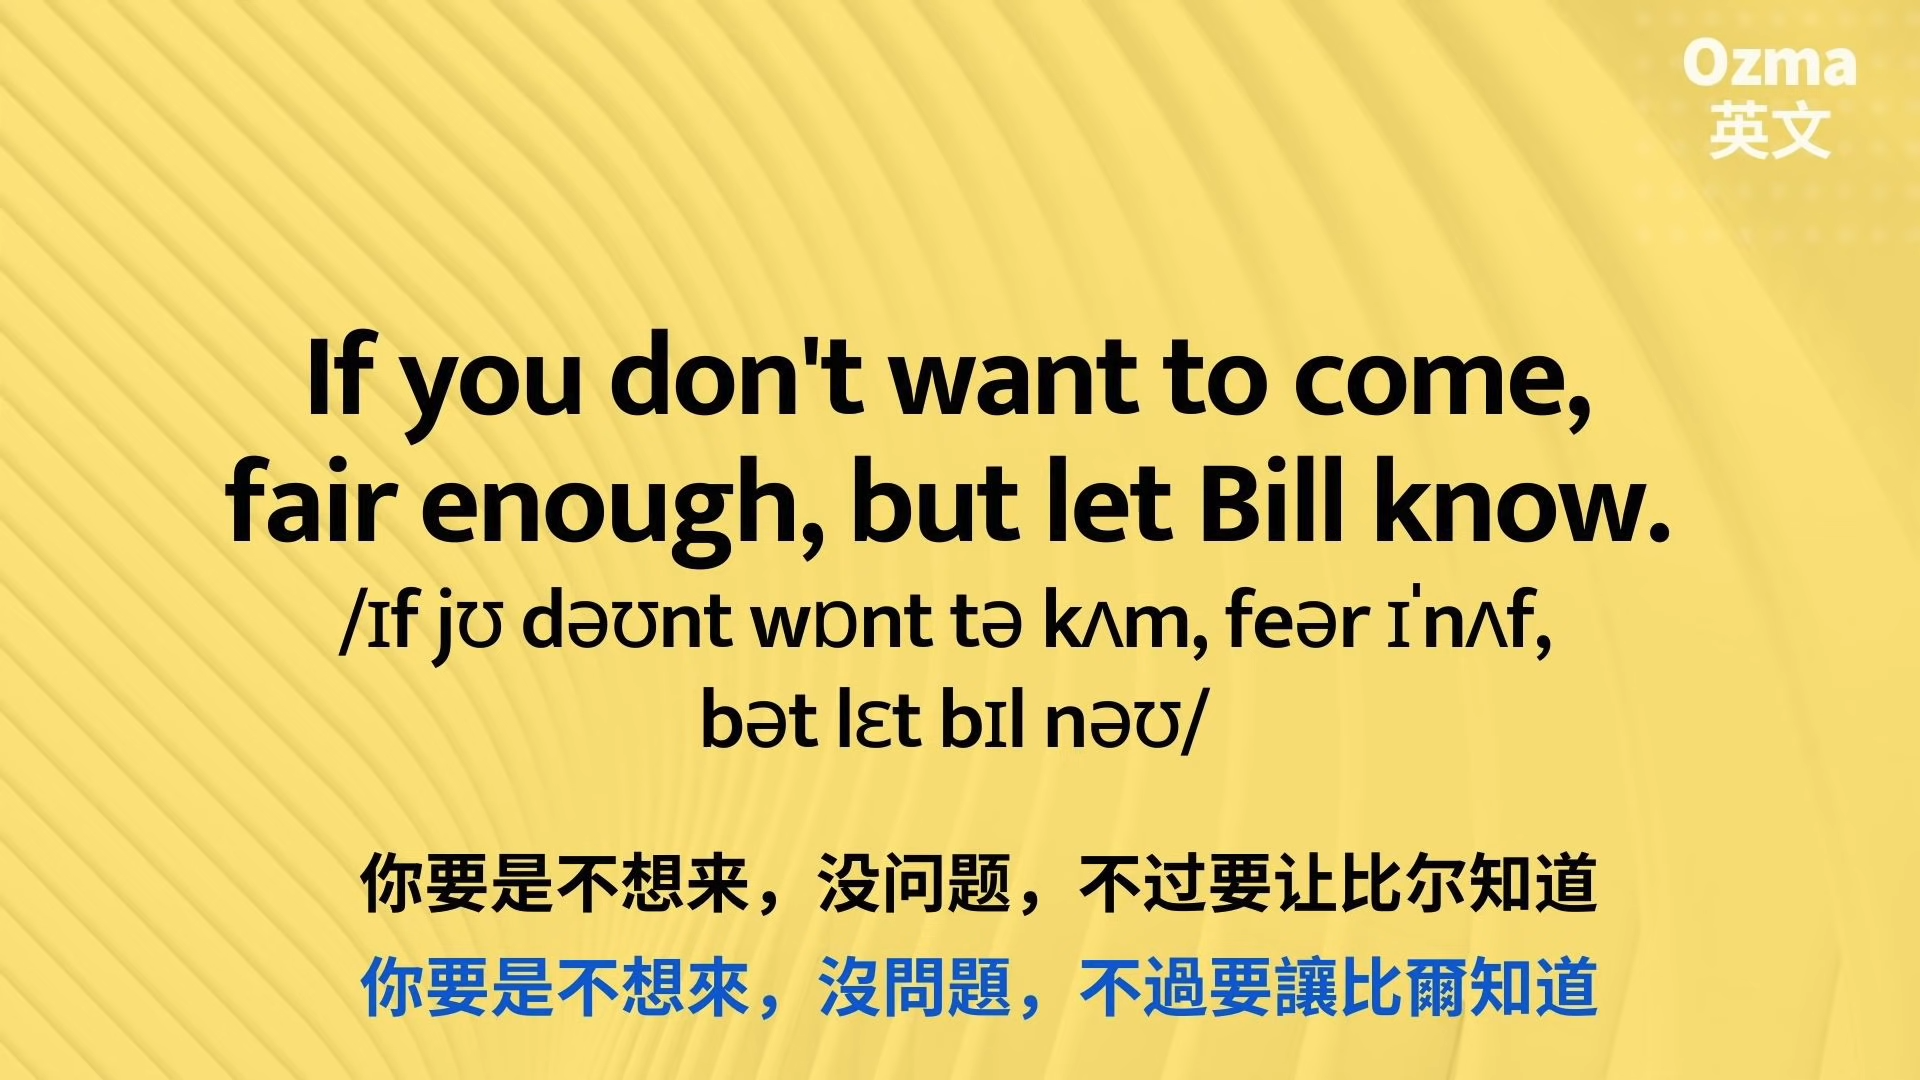 Ozma
英文
If you don't want to come,
fair enough, but let Bill know.
/ɪf jʊ dəʊnt wɒnt tə kʌm, feər ɪˈnʌf,
bət lɛt bɪl nəʊ/
你要是不想来，没问题，不过要让比尔知道
你要是不想來，沒問題，不過要讓比爾知道